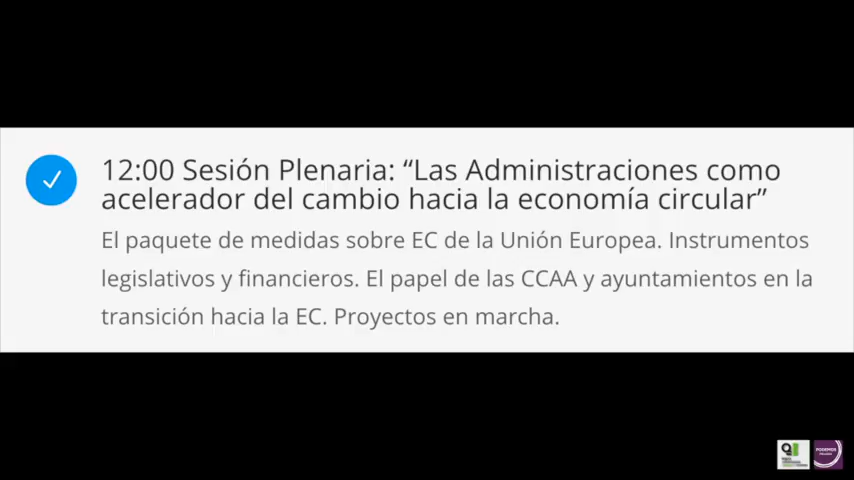 12:00 Sesión Plenaria: “Las Administraciones como
acelerador del cambio hacia la economía circular”
El paquete de medidas sobre EC de la Unión Europea. Instrumentos
legislativos y financieros. El papel de las CCAA y ayuntamientos en la
transición hacia la EC. Proyectos en marcha.
PODEMOS